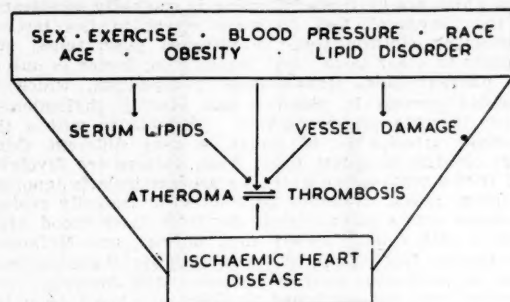 SEX · EXERCISE · BLOOD PRESSURE · RACE
AGE OBESITY · LIPID DISORDER
SERUM LIPIDS VESSEL DAMAGE
ATHEROMA THROMBOSIS
ISCHAEMIC HEART
DISEASE